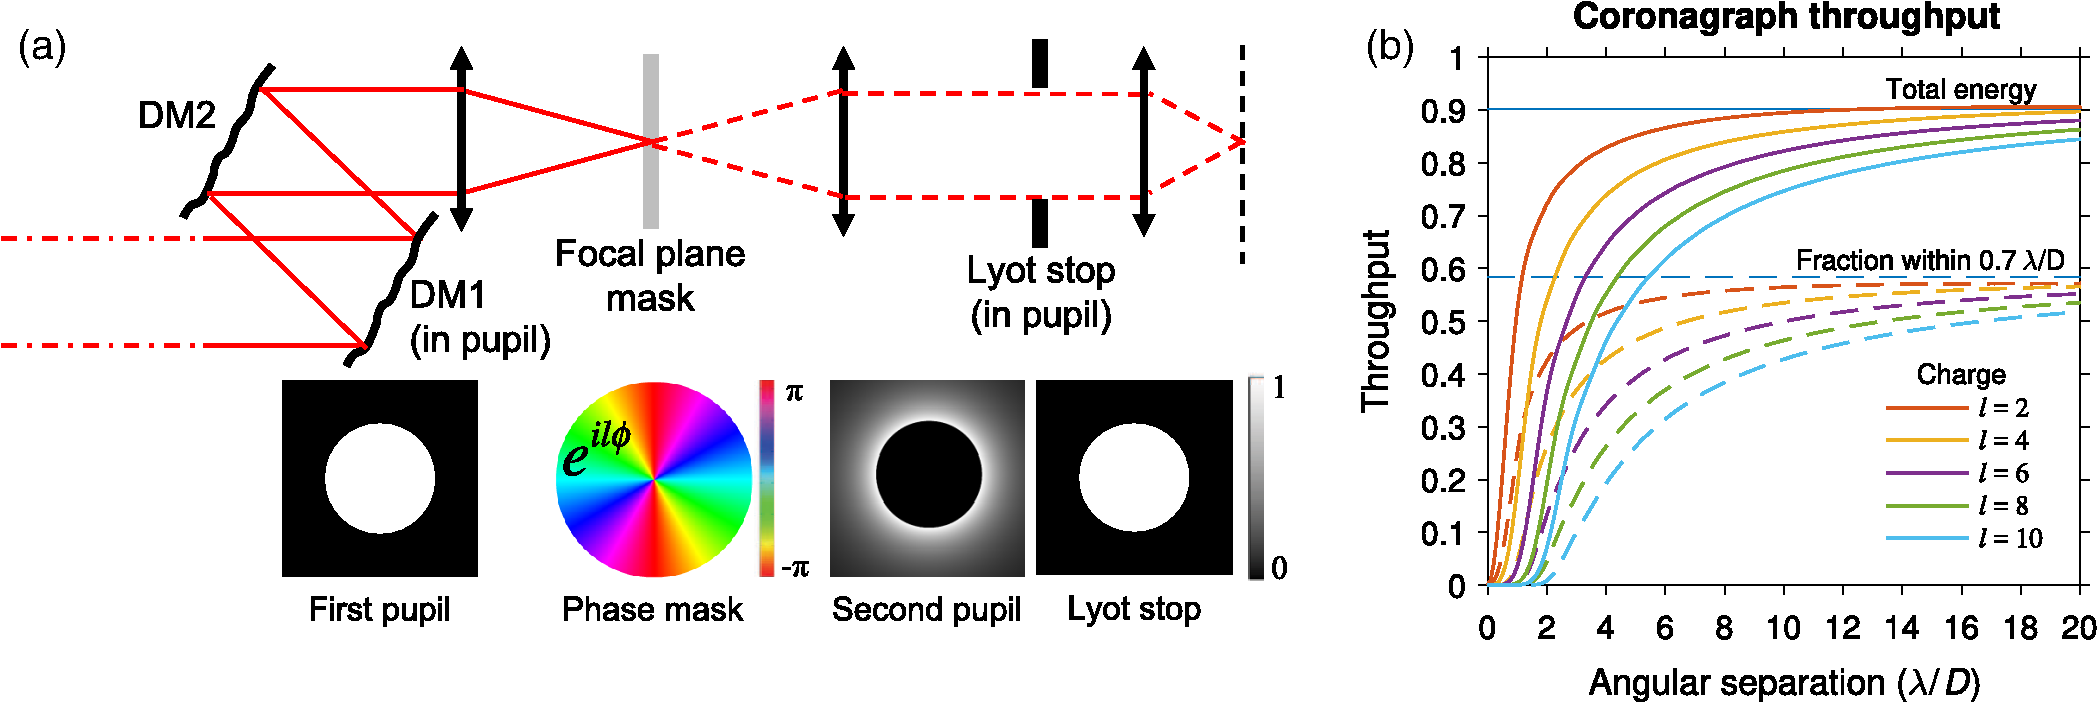 (a)
DM2
DM1
(in pupil)
Focal plane
mask
Lyot stop
(in pupil)
e^{ilϕ}
π
-π
1
0
First pupil
Phase mask
Second pupil
Lyot stop
(b)
Coronagraph throughput
Throughput
1
0.9
0.8
0.7
0.6
0.5
0.4
0.3
0.2
0.1
0
Total energy
Fraction within 0.7 λ/D
Charge
l = 2
l = 4
l = 6
l = 8
l = 10
0 2 4 6 8 10 12 14 16 18 20
Angular separation (λ/D)